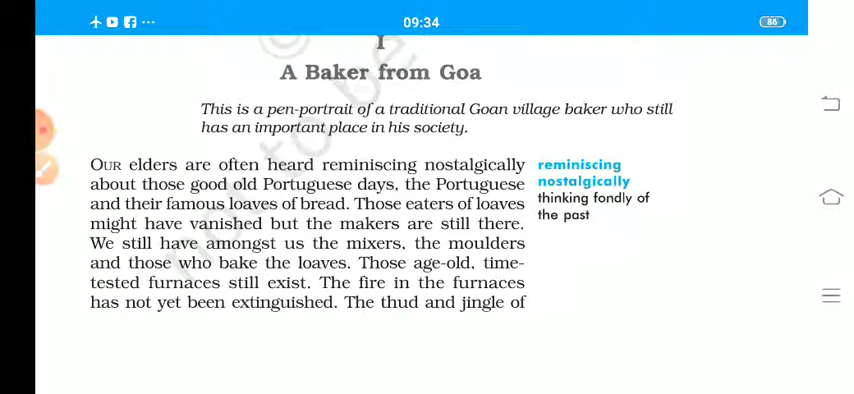 09:34
86
I
A Baker from Goa
This is a pen-portrait of a traditional Goan village baker who still
has an important place in his society.
OUR elders are often heard reminiscing nostalgically
about those good old Portuguese days, the Portuguese
and their famous loaves of bread. Those eaters of loaves
might have vanished but the makers are still there.
We still have amongst us the mixers, the moulders
and those who bake the loaves. Those age-old, time-
tested furnaces still exist. The fire in the furnaces
has not yet been extinguished. The thud and jingle of
reminiscing
nostalgically
thinking fondly of
the past
not to be